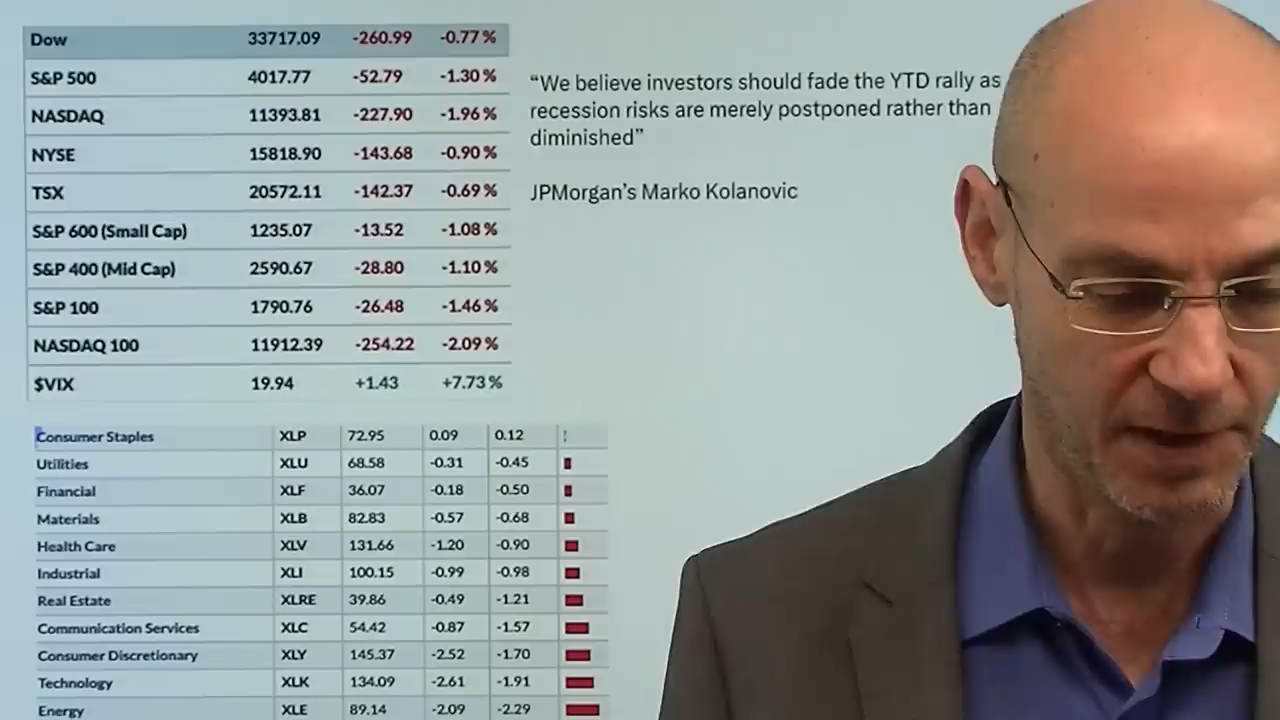 Dow 33717.09 -260.99 -0.77%
S&P 500 4017.77 -52.79 -1.30%
NASDAQ 11393.81 -227.90 -1.96%
NYSE 15818.90 -143.68 -0.90%
TSX 20572.11 -142.37 -0.69%
S&P 600 (Small Cap) 1235.07 -13.52 -1.08%
S&P 400 (Mid Cap) 2590.67 -28.80 -1.10%
S&P 100 1790.76 -26.48 -1.46%
NASDAQ 100 11912.39 -254.22 -2.09%
$VIX 19.94 +1.43 +7.73%
“We believe investors should fade the YTD rally as
recession risks are merely postponed rather than
diminished”
JPMorgan’s Marko Kolanovic
Consumer Staples XLP 72.95 0.09 0.12
Utilities XLU 68.58 -0.31 -0.45
Financial XLF 36.07 -0.18 -0.50
Materials XLB 82.83 -0.57 -0.68
Health Care XLV 131.66 -1.20 -0.90
Industrial XLI 100.15 -0.99 -0.98
Real Estate XLRE 39.86 -0.49 -1.21
Communication Services XLC 54.42 -0.87 -1.57
Consumer Discretionary XLY 145.37 -2.52 -1.70
Technology XLK 134.09 -2.61 -1.91
Energy XLE 89.14 -2.09 -2.29